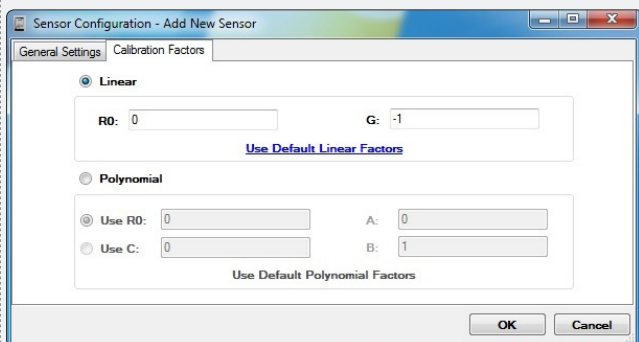 Sensor Configuration - Add New Sensor
General Settings Calibration Factors
Linear
R0: 0 G: -1
Use Default Linear Factors
Polynomial
Use R0: 0 A: 0
Use C: 0 B: 1
Use Default Polynomial Factors
OK Cancel